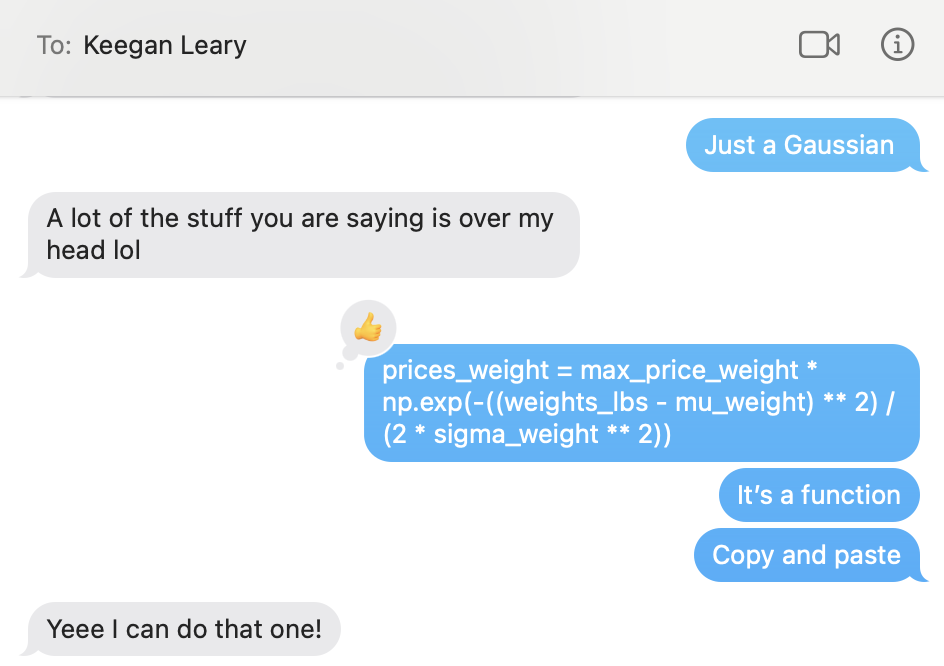 To: Keegan Leary
Just a Gaussian
A lot of the stuff you are saying is over my
head lol
prices_weight = max_price_weight *
np.exp(-((weights_lbs - mu_weight) ** 2) /
(2 * sigma_weight ** 2))
It’s a function
Copy and paste
Yeee I can do that one!